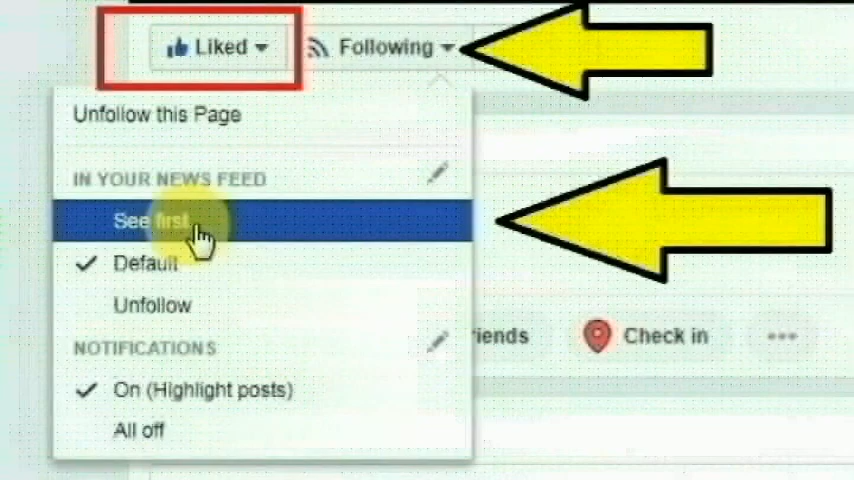 Liked Following
Unfollow this Page
IN YOUR NEWS FEED
See first
Default
Unfollow
NOTIFICATIONS
riends Check in
On (Highlight posts)
All off